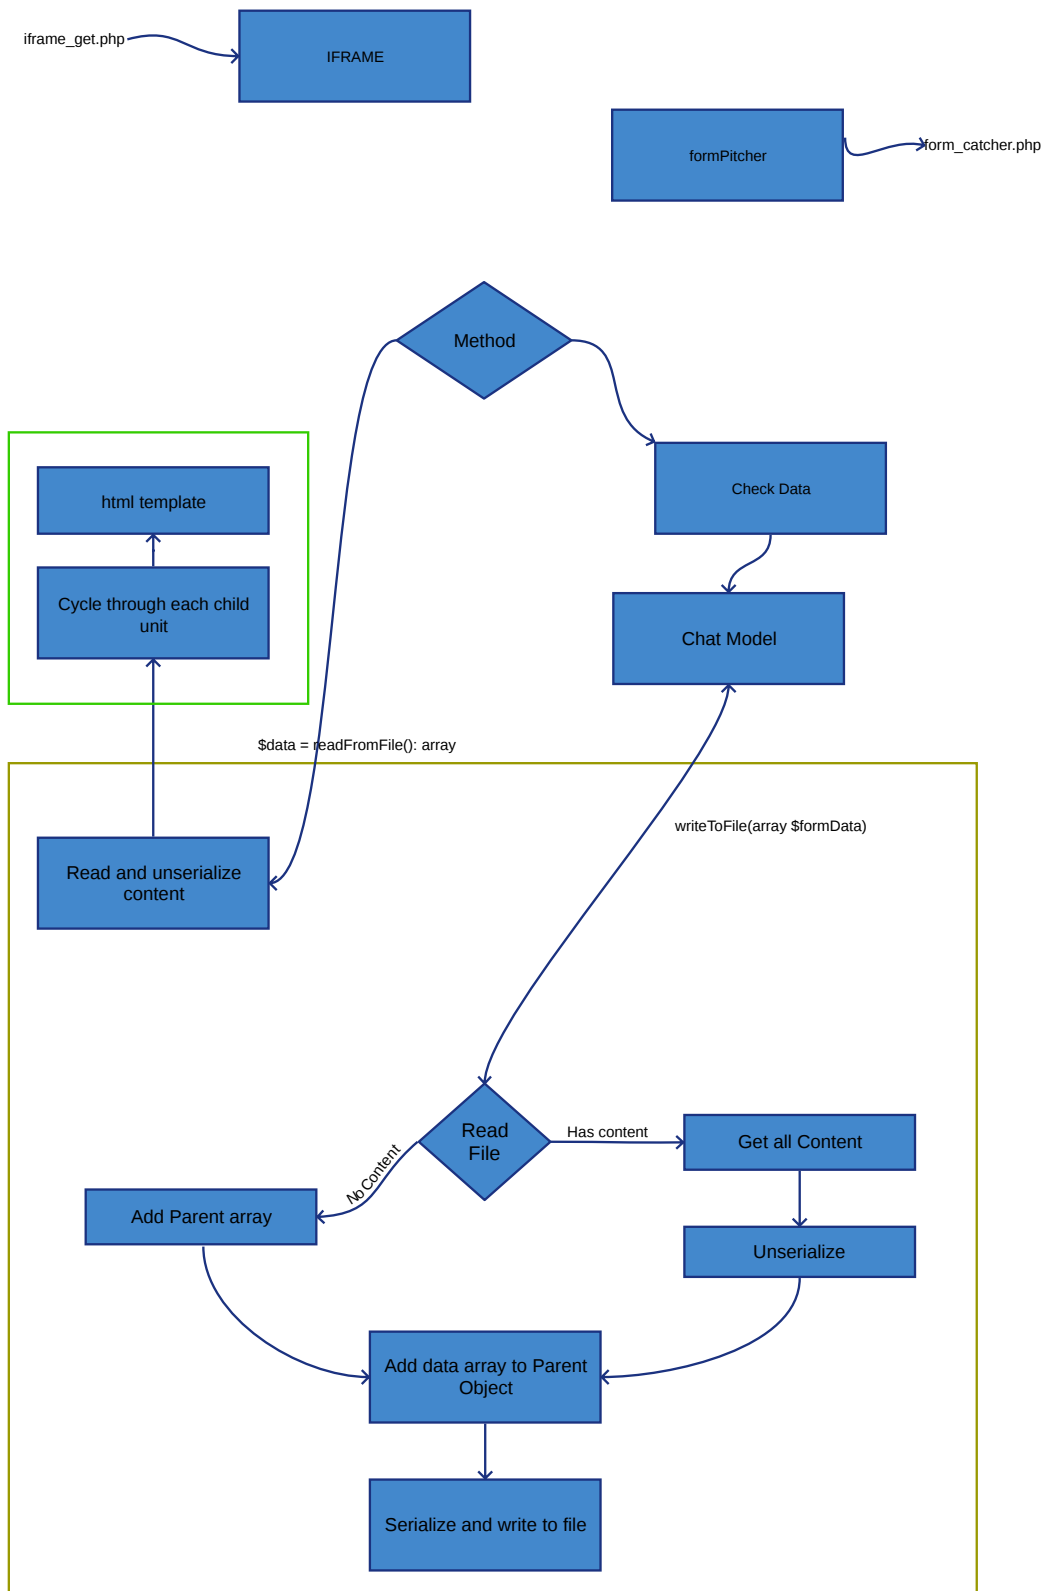 iframe_get.php
IFRAME
formPitcher
form_catcher.php
Method
Check Data
html template
Cycle through each child
unit
Chat Model
$data = readFromFile(): array
writeToFile(array $formData)
Read and unserialize
content
Read
File
Has content
No Content
Get all Content
Add Parent array
Unserialize
Add data array to Parent
Object
Serialize and write to file